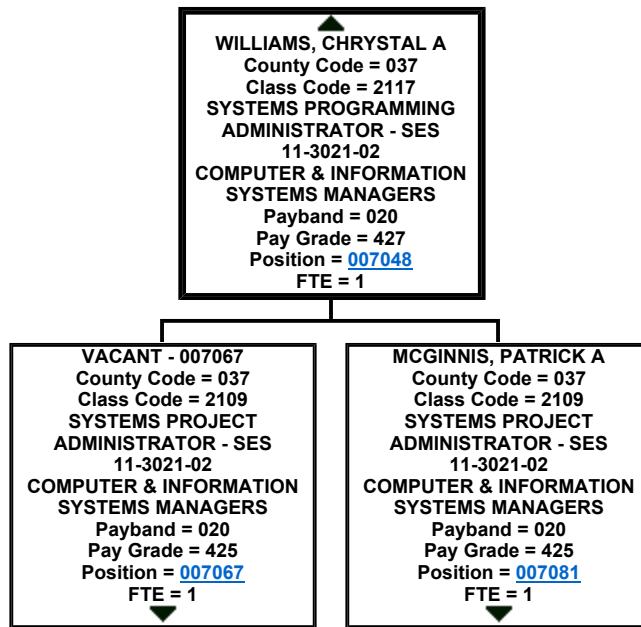 WILLIAMS, CHRYSTAL A
County Code = 037
Class Code = 2117
SYSTEMS PROGRAMMING
ADMINISTRATOR - SES
11-3021-02
COMPUTER & INFORMATION
SYSTEMS MANAGERS
Payband = 020
Pay Grade = 427
Position = 007048
FTE = 1
VACANT - 007067
County Code = 037
Class Code = 2109
SYSTEMS PROJECT
ADMINISTRATOR - SES
11-3021-02
COMPUTER & INFORMATION
SYSTEMS MANAGERS
Payband = 020
Pay Grade = 425
Position = 007067
FTE = 1
MCGINNIS, PATRICK A
County Code = 037
Class Code = 2109
SYSTEMS PROJECT
ADMINISTRATOR - SES
11-3021-02
COMPUTER & INFORMATION
SYSTEMS MANAGERS
Payband = 020
Pay Grade = 425
Position = 007081
FTE = 1